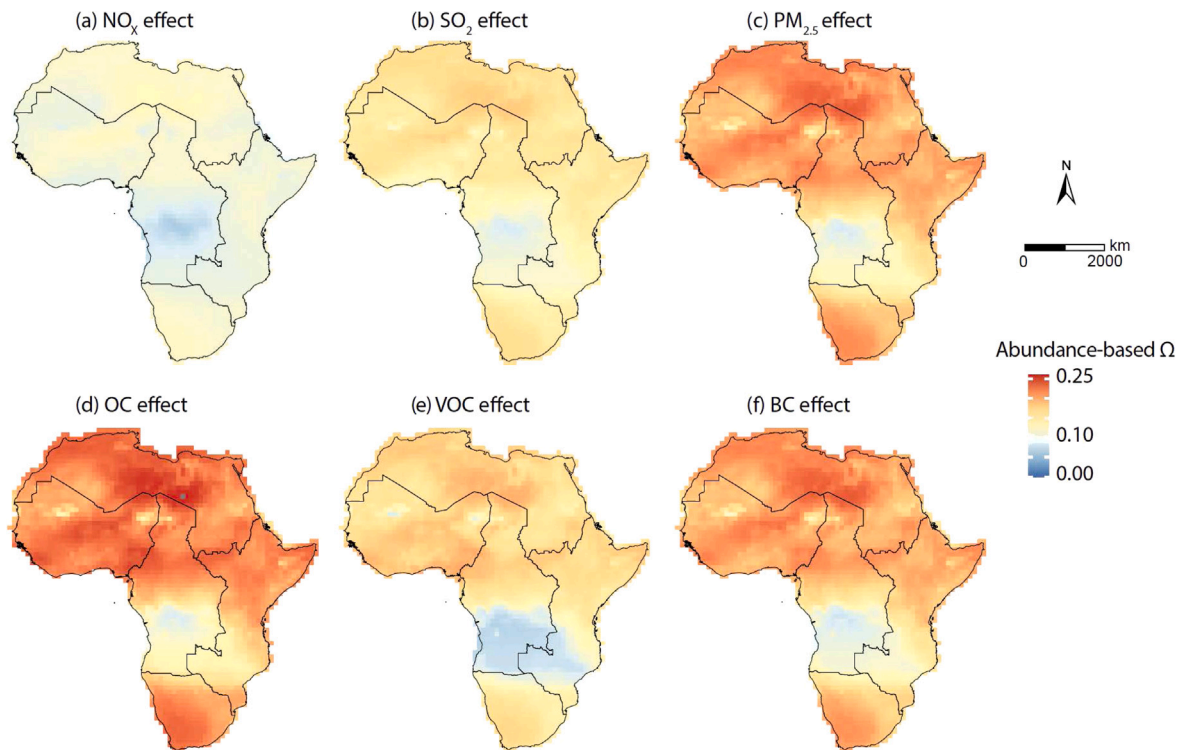 (a) NOₓ effect
(b) SO₂ effect
(c) PM₂.₅ effect
N
km
0 2000
Abundance-based Ω
0.25
0.10
0.00
(d) OC effect
(e) VOC effect
(f) BC effect